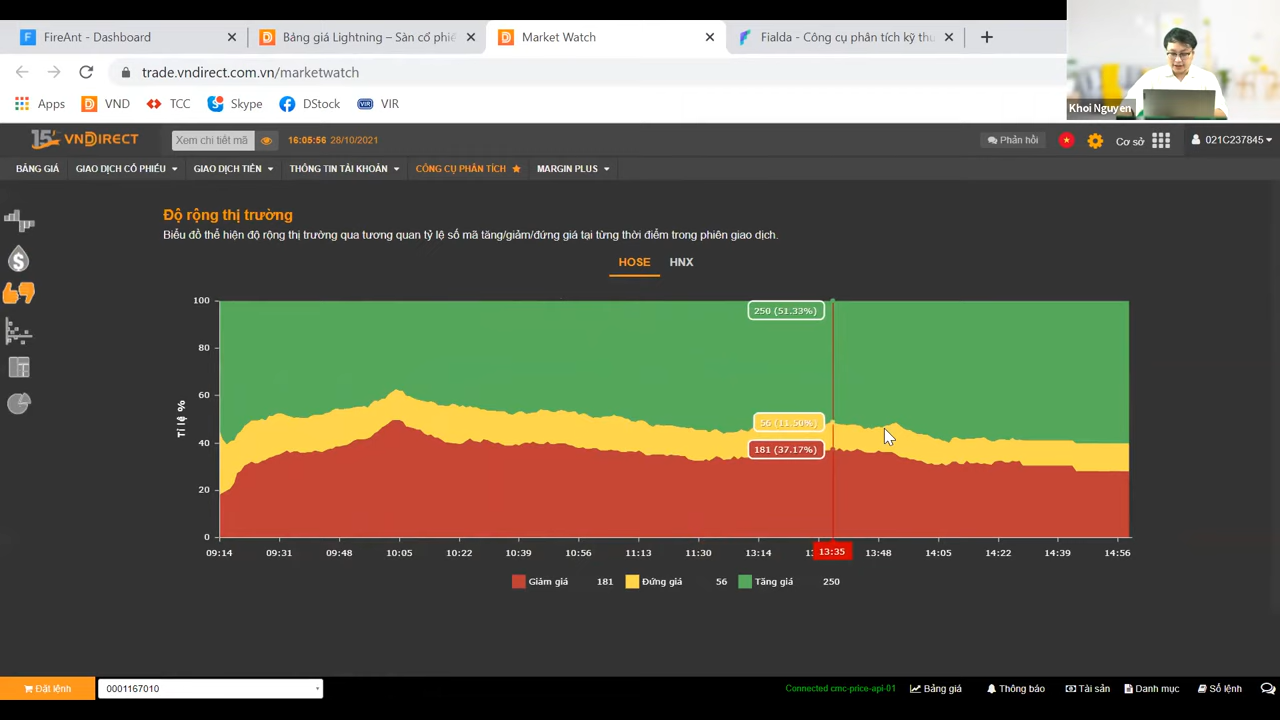 FireAnt - Dashboard
Bảng giá Lightning – Sàn cổ phiế
Market Watch
Fialda - Công cụ phân tích kỹ thu
trade.vndirect.com.vn/marketwatch
Apps
VND
TCC
Skype
DStock
VIR
Khoi Nguyen
15 VNDIRECT
Xem chi tiết mã
16:05:56 28/10/2021
Phản hồi
Cơ sở
021C237845
BẢNG GIÁ
GIAO DỊCH CỔ PHIẾU
GIAO DỊCH TIỀN
THÔNG TIN TÀI KHOẢN
CÔNG CỤ PHÂN TÍCH
MARGIN PLUS
Độ rộng thị trường
Biểu đồ thể hiện độ rộng thị trường qua tương quan tỷ lệ số mã tăng/giảm/đứng giá tại từng thời điểm trong phiên giao dịch.
HOSE
HNX
100
80
60
40
20
0
Tỉ lệ %
250 (51.33%)
56 (11.50%)
181 (37.17%)
09:14
09:31
09:48
10:05
10:22
10:39
10:56
11:13
11:30
13:14
13:35
13:48
14:05
14:22
14:39
14:56
Giảm giá 181
Đứng giá 56
Tăng giá 250
Đặt lệnh
0001167010
Connected cmc-price-api-01
Bảng giá
Thông báo
Tài sản
Danh mục
Sổ lệnh